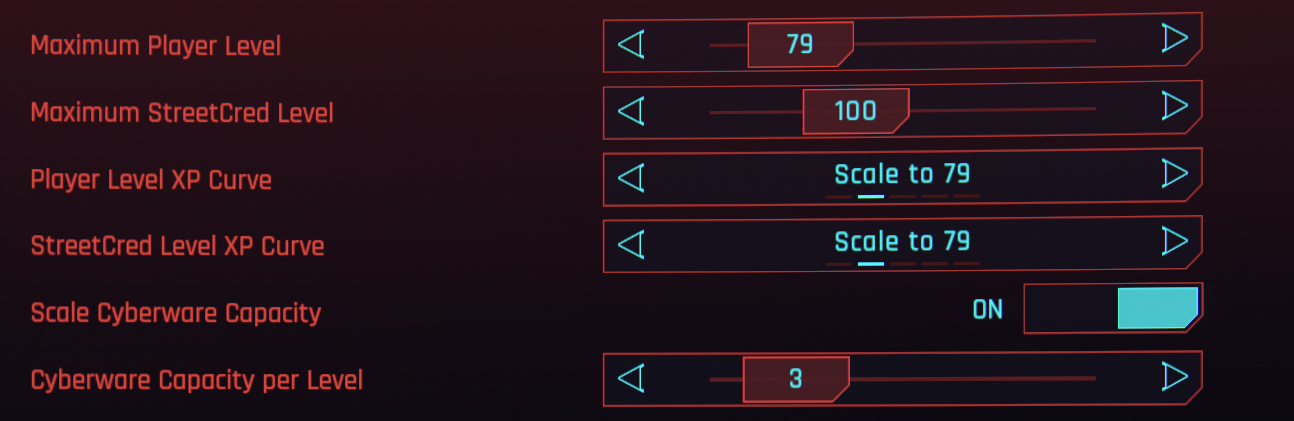 Maximum Player Level 79
Maximum StreetCred Level 100
Player Level XP Curve Scale to 79
StreetCred Level XP Curve Scale to 79
Scale Cyberware Capacity ON
Cyberware Capacity per Level 3